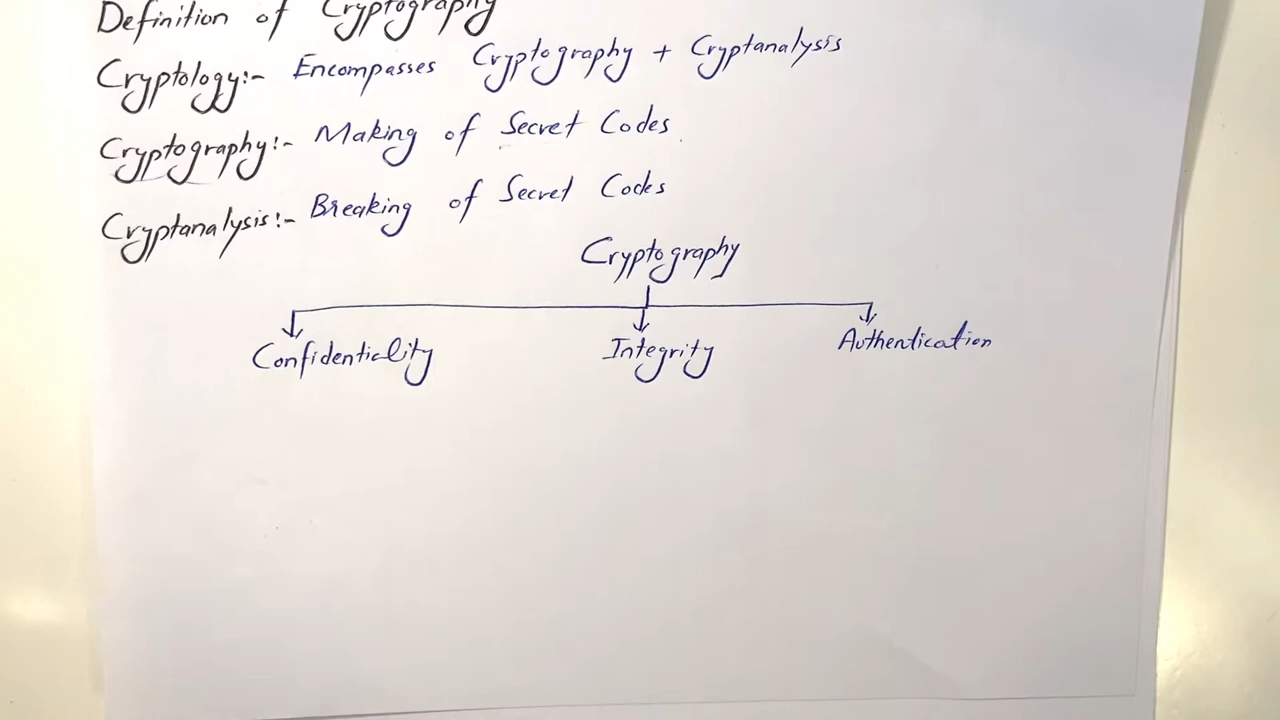 Definition of Cryptography
Cryptology:- Encompasses Cryptography + Cryptanalysis
Cryptography:- Making of Secret Codes
Cryptanalysis:- Breaking of Secret Codes
Cryptography
Confidentiality Integrity Authentication